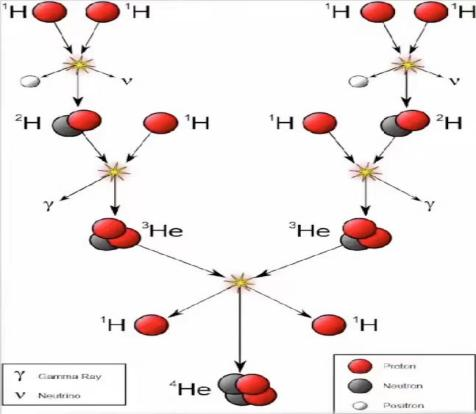 ¹H ¹H ¹H ¹H
ν ν
²H ¹H ¹H ²H
γ γ
³He ³He
¹H ¹H
⁴He
γ Gamma Ray
ν Neutrino
Proton
Neutron
Positron